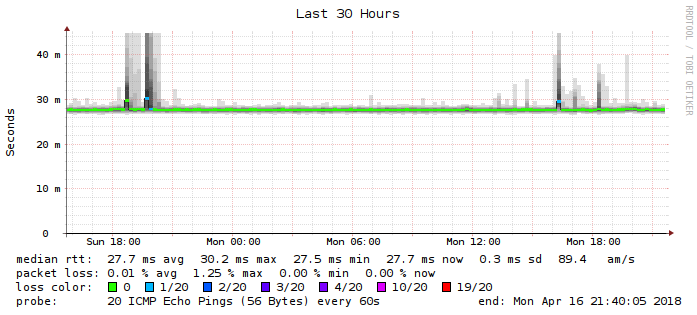 Last 30 Hours
RRDTOOL / TOBI OETIKER
Seconds
40 m
30 m
20 m
10 m
0
Sun 18:00 Mon 00:00 Mon 06:00 Mon 12:00 Mon 18:00
median rtt: 27.7 ms avg 30.2 ms max 27.5 ms min 27.7 ms now 0.3 ms sd 89.4 am/s
packet loss: 0.01 % avg 1.25 % max 0.00 % min 0.00 % now
loss color: 0 1/20 2/20 3/20 4/20 10/20 19/20
probe: 20 ICMP Echo Pings (56 Bytes) every 60s end: Mon Apr 16 21:40:05 2018